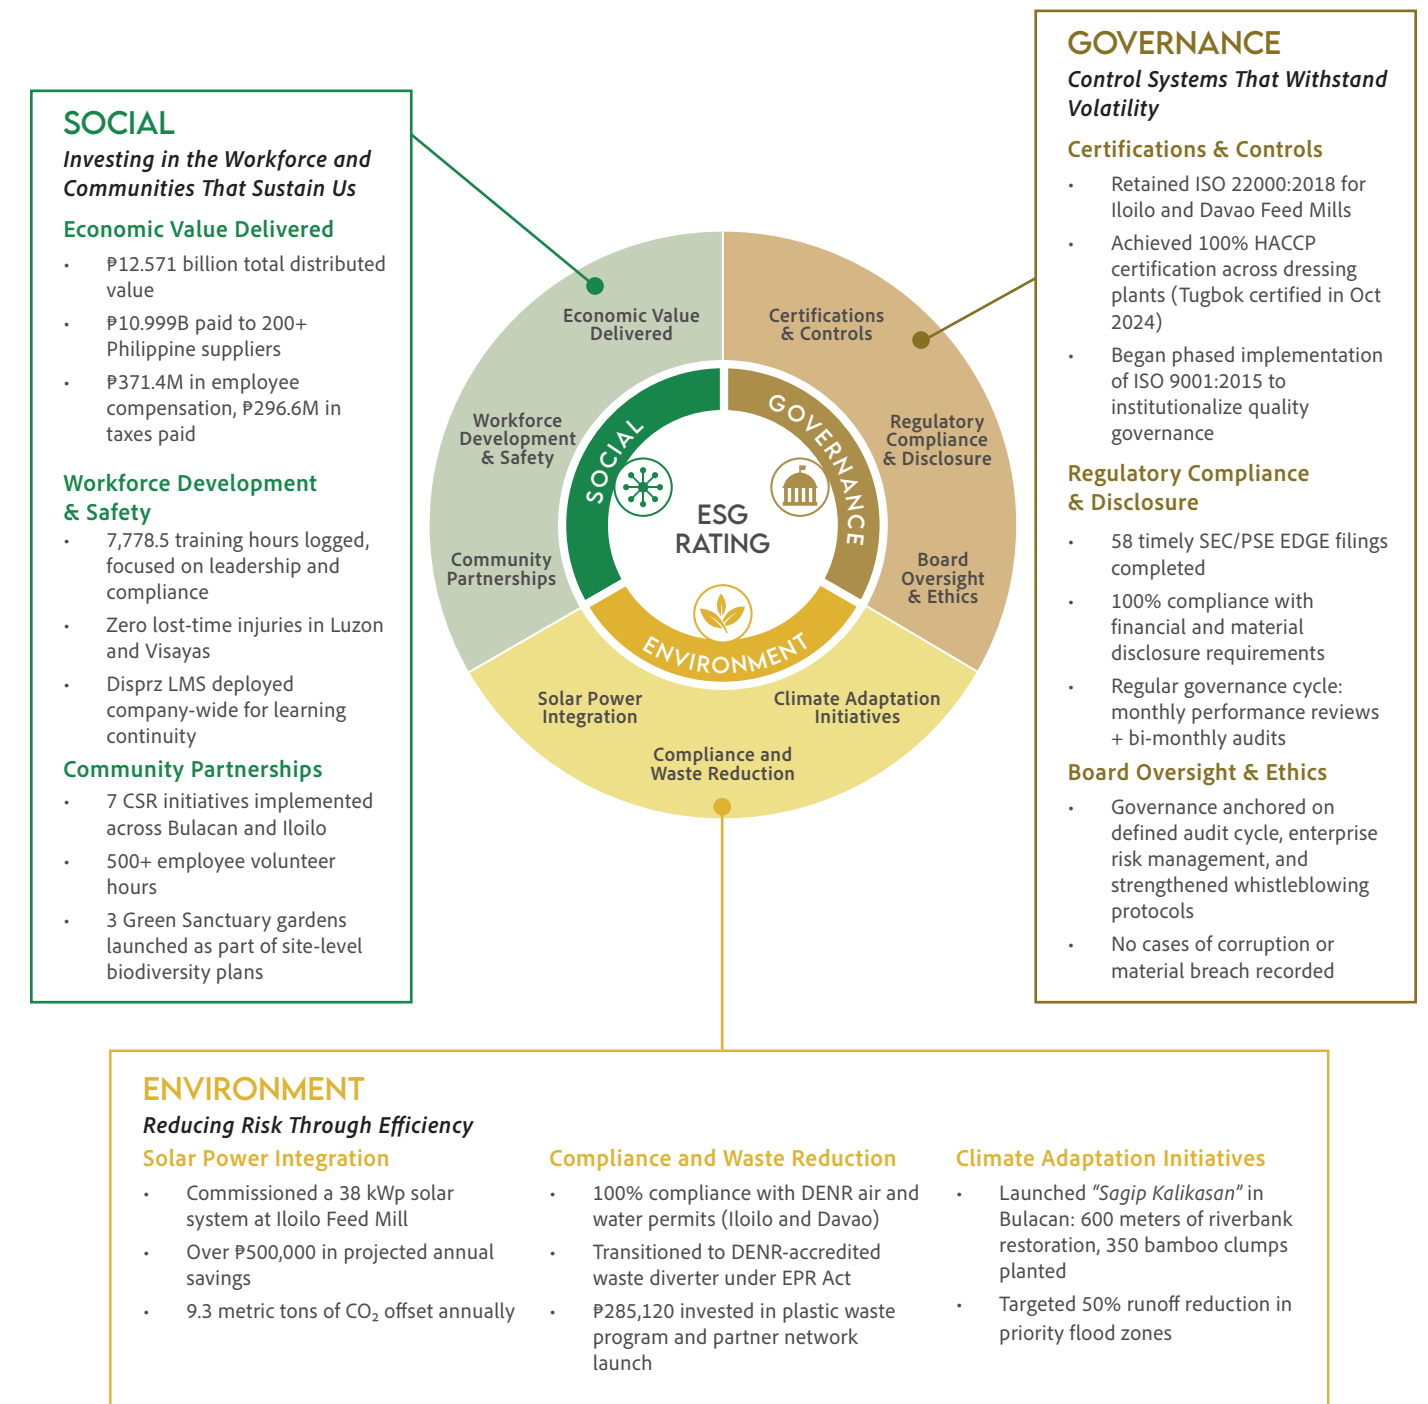 GOVERNANCE
Control Systems That Withstand
Volatility
Certifications & Controls
• Retained ISO 22000:2018 for
Iloilo and Davao Feed Mills
• Achieved 100% HACCP
certification across dressing
plants (Tugbok certified in Oct
2024)
• Began phased implementation
of ISO 9001:2015 to
institutionalize quality
governance
Regulatory Compliance
& Disclosure
• 58 timely SEC/PSE EDGE filings
completed
• 100% compliance with
financial and material
disclosure requirements
• Regular governance cycle:
monthly performance reviews
+ bi-monthly audits
Board Oversight & Ethics
• Governance anchored on
defined audit cycle, enterprise
risk management, and
strengthened whistleblowing
protocols
• No cases of corruption or
material breach recorded
SOCIAL
Investing in the Workforce and
Communities That Sustain Us
Economic Value Delivered
• ₱12.571 billion total distributed
value
• ₱10.999B paid to 200+
Philippine suppliers
• ₱371.4M in employee
compensation, ₱296.6M in
taxes paid
Workforce Development
& Safety
• 7,778.5 training hours logged,
focused on leadership and
compliance
• Zero lost-time injuries in Luzon
and Visayas
• Disprz LMS deployed
company-wide for learning
continuity
Community Partnerships
• 7 CSR initiatives implemented
across Bulacan and Iloilo
• 500+ employee volunteer
hours
• 3 Green Sanctuary gardens
launched as part of site-level
biodiversity plans
Economic Value
Delivered
Certifications
& Controls
Workforce
Development
& Safety
Regulatory
Compliance
& Disclosure
Community
Partnerships
Board
Oversight
& Ethics
SOCIAL
GOVERNANCE
ESG
RATING
ENVIRONMENT
Solar Power
Integration
Climate Adaptation
Initiatives
Compliance and
Waste Reduction
ENVIRONMENT
Reducing Risk Through Efficiency
Solar Power Integration
• Commissioned a 38 kWp solar
system at Iloilo Feed Mill
• Over ₱500,000 in projected annual
savings
• 9.3 metric tons of CO₂ offset annually
Compliance and Waste Reduction
• 100% compliance with DENR air and
water permits (Iloilo and Davao)
• Transitioned to DENR-accredited
waste diverter under EPR Act
• ₱285,120 invested in plastic waste
program and partner network
launch
Climate Adaptation Initiatives
• Launched “Sagip Kalikasan” in
Bulacan: 600 meters of riverbank
restoration, 350 bamboo clumps
planted
• Targeted 50% runoff reduction in
priority flood zones